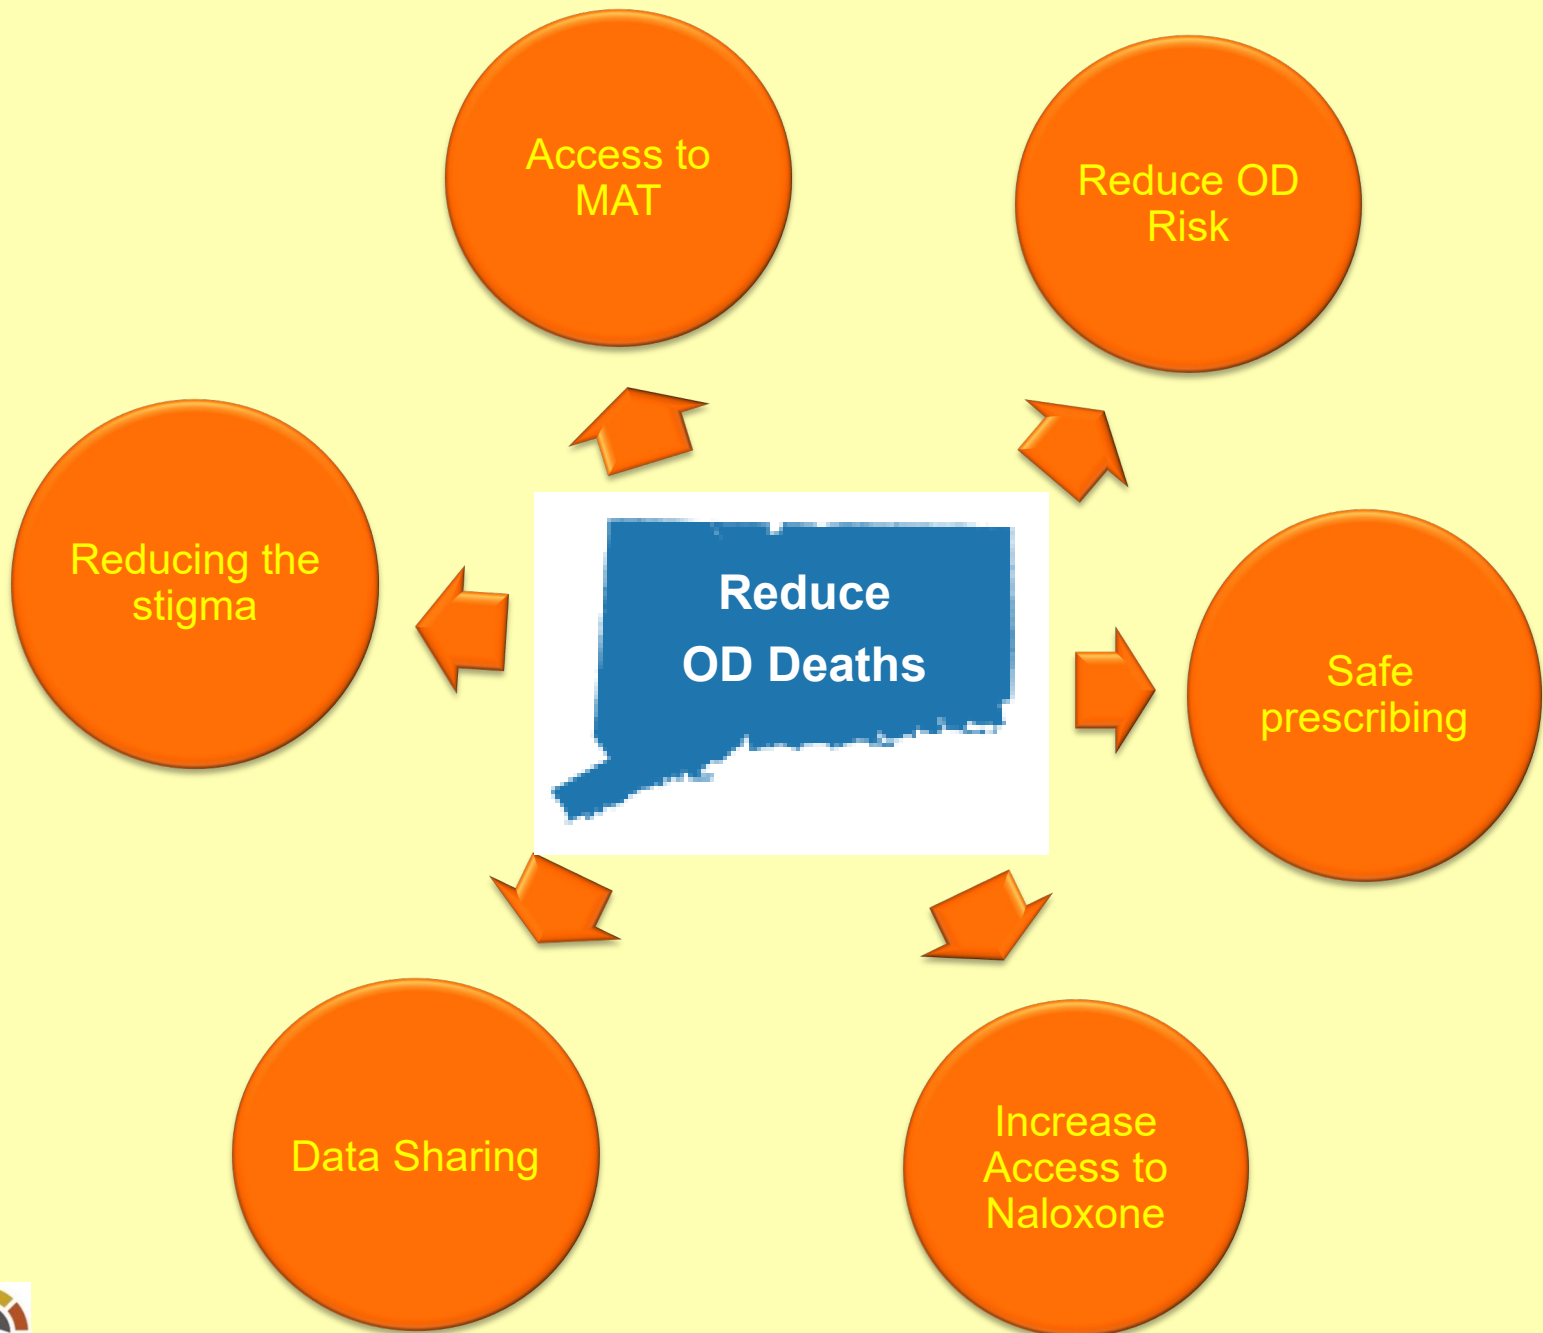 Access to
MAT
Reduce OD
Risk
Reducing the
stigma
Reduce
OD Deaths
Safe
prescribing
Data Sharing
Increase
Access to
Naloxone